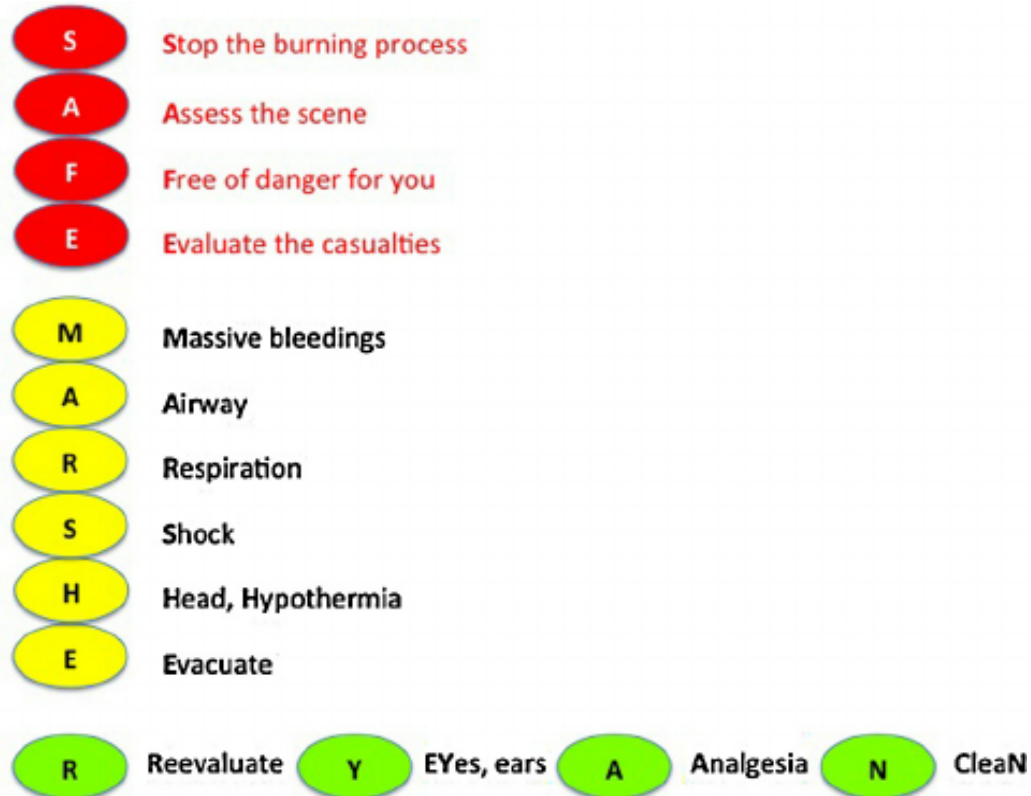 S Stop the burning process
A Assess the scene
F Free of danger for you
E Evaluate the casualties
M Massive bleedings
A Airway
R Respiration
S Shock
H Head, Hypothermia
E Evacuate
R Reevaluate Y EYes, ears A Analgesia N CleaN